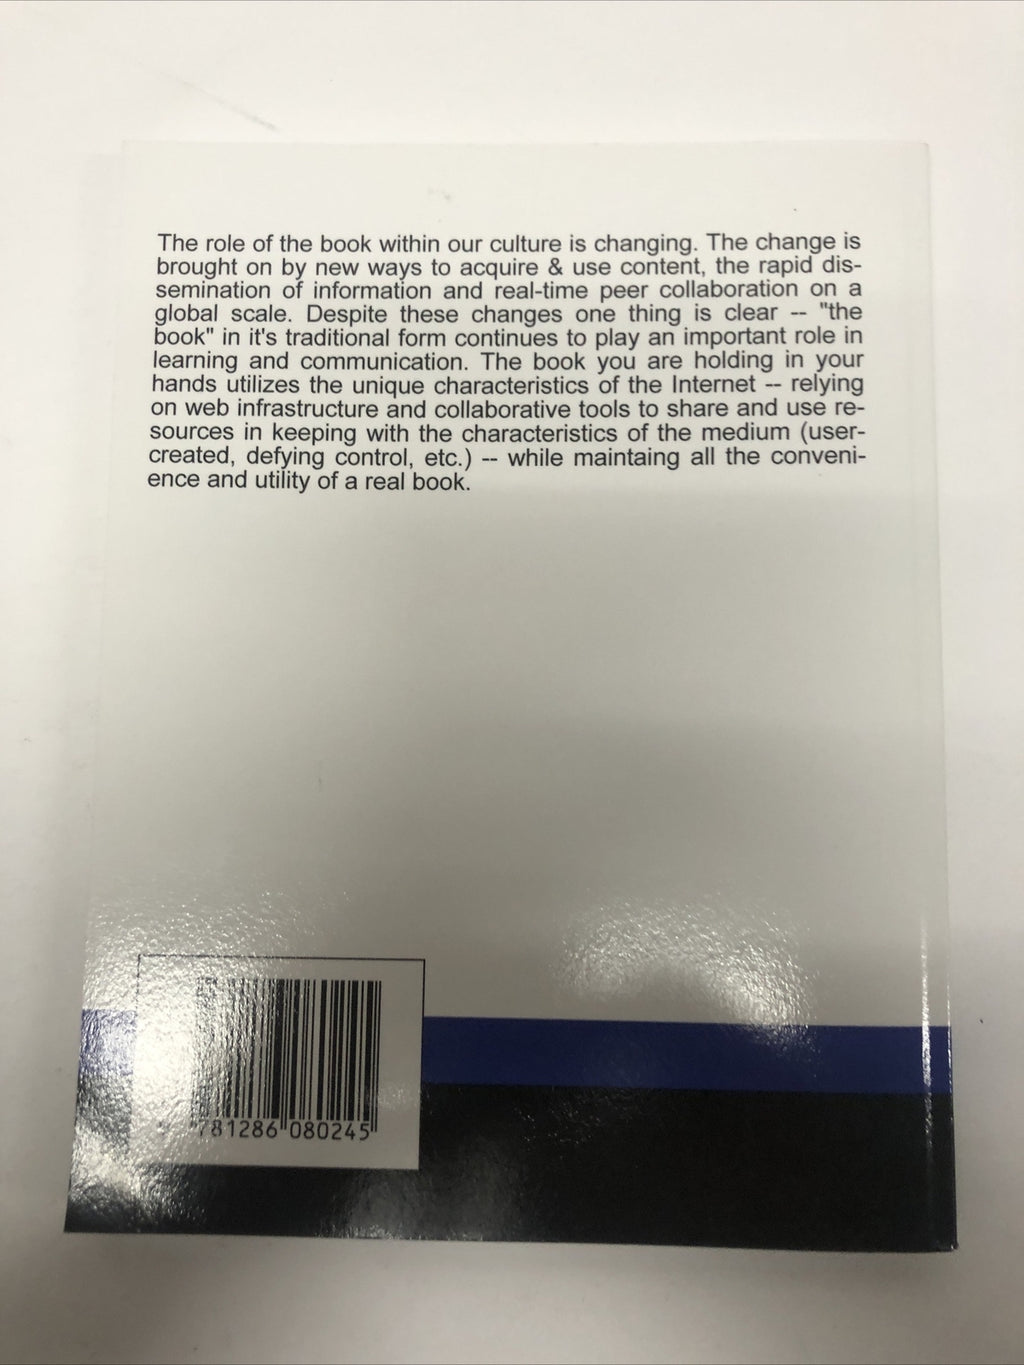 The role of the book within our culture is changing. The change is
brought on by new ways to acquire & use content, the rapid dis-
semination of information and real-time peer collaboration on a
global scale. Despite these changes one thing is clear -- "the
book" in it's traditional form continues to play an important role in
learning and communication. The book you are holding in your
hands utilizes the unique characteristics of the Internet -- relying
on web infrastructure and collaborative tools to share and use re-
sources in keeping with the characteristics of the medium (user-
created, defying control, etc.) -- while maintaing all the conveni-
ence and utility of a real book.
781286 080245